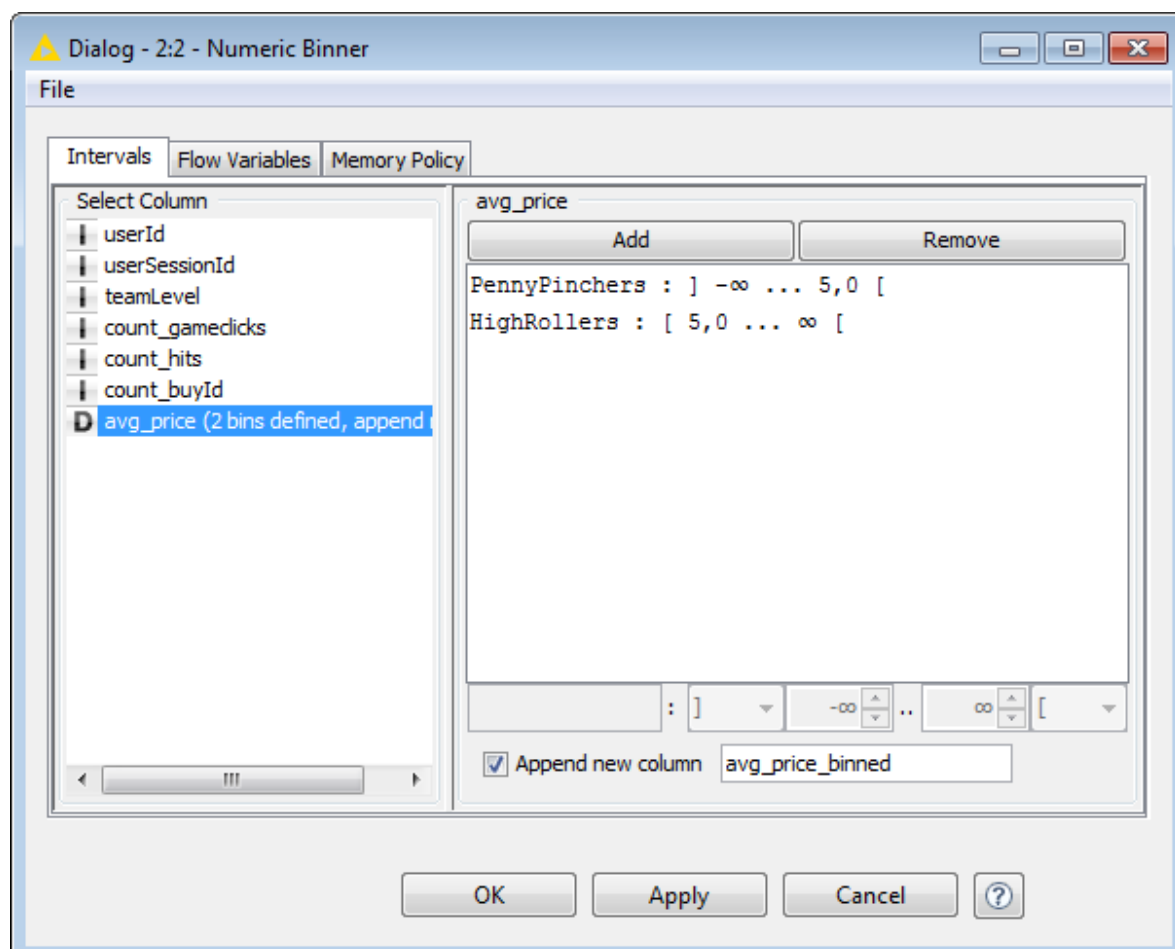 Dialog - 2:2 - Numeric Binner
File
Intervals Flow Variables Memory Policy
Select Column
userId
userSessionId
teamLevel
count_gameclicks
count_hits
count_buyId
D avg_price (2 bins defined, append
avg_price
Add Remove
PennyPinchers : ] -∞ ... 5,0 [
HighRollers : [ 5,0 ... ∞ [
: ] -∞ .. ∞ [
Append new column avg_price_binned
OK Apply Cancel ?